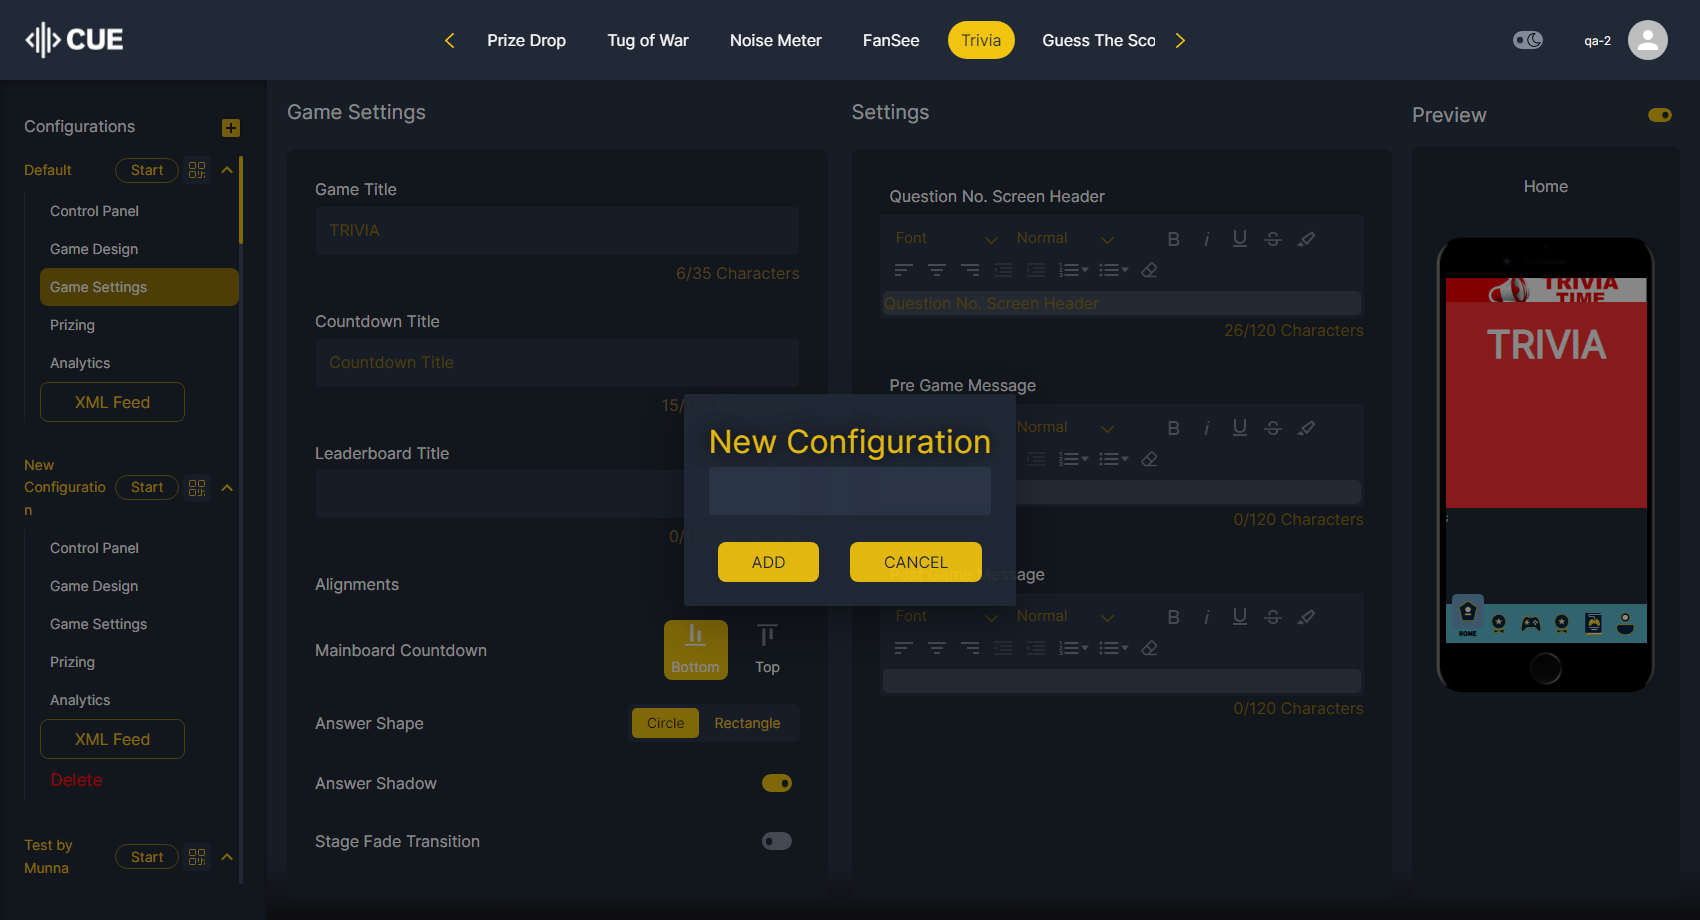 CUE
Prize Drop
Tug of War
Noise Meter
FanSee
Trivia
Guess The Sco
qa-2
Configurations
Default
Start
Control Panel
Game Design
Game Settings
Prizing
Analytics
XML Feed
New
Configuratio
n
Start
Control Panel
Game Design
Game Settings
Prizing
Analytics
XML Feed
Delete
Test by
Munna
Start
Game Settings
Game Title
TRIVIA
6/35 Characters
Countdown Title
Countdown Title
15/
Leaderboard Title
0/
Alignments
Mainboard Countdown
Bottom
Top
Answer Shape
Circle
Rectangle
Answer Shadow
Stage Fade Transition
New Configuration
ADD
CANCEL
Settings
Question No. Screen Header
Font
Normal
B i U S
Question No. Screen Header
26/120 Characters
Pre Game Message
Normal
B i U S
0/120 Characters
Post Game Message
Font
Normal
B i U S
0/120 Characters
Preview
Home
TRIVIA
TIME
TRIVIA
HOME